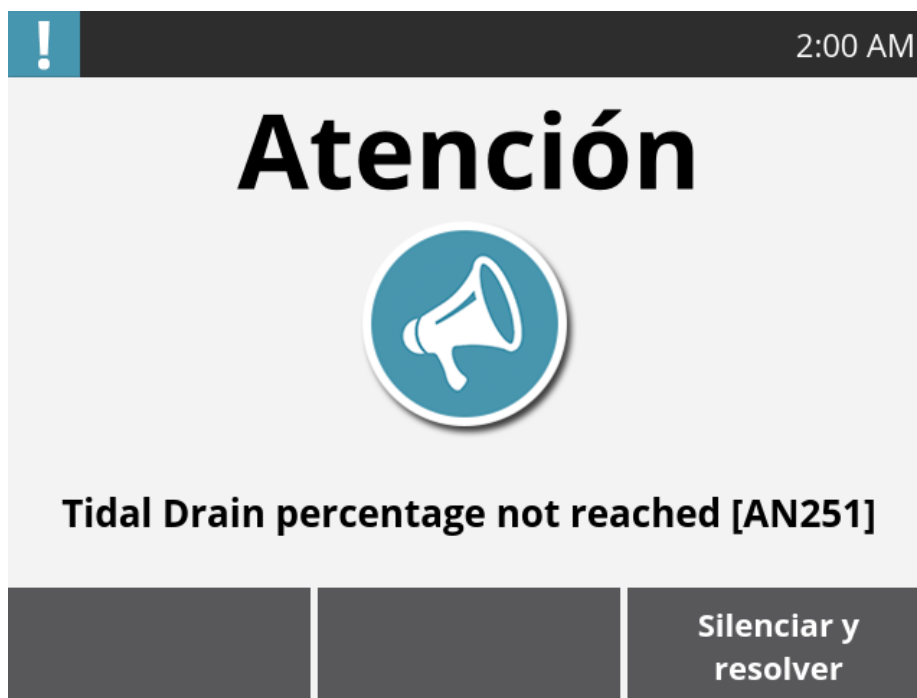 !
2:00 AM
Atención
Tidal Drain percentage not reached [AN251]
Silenciar y
resolver